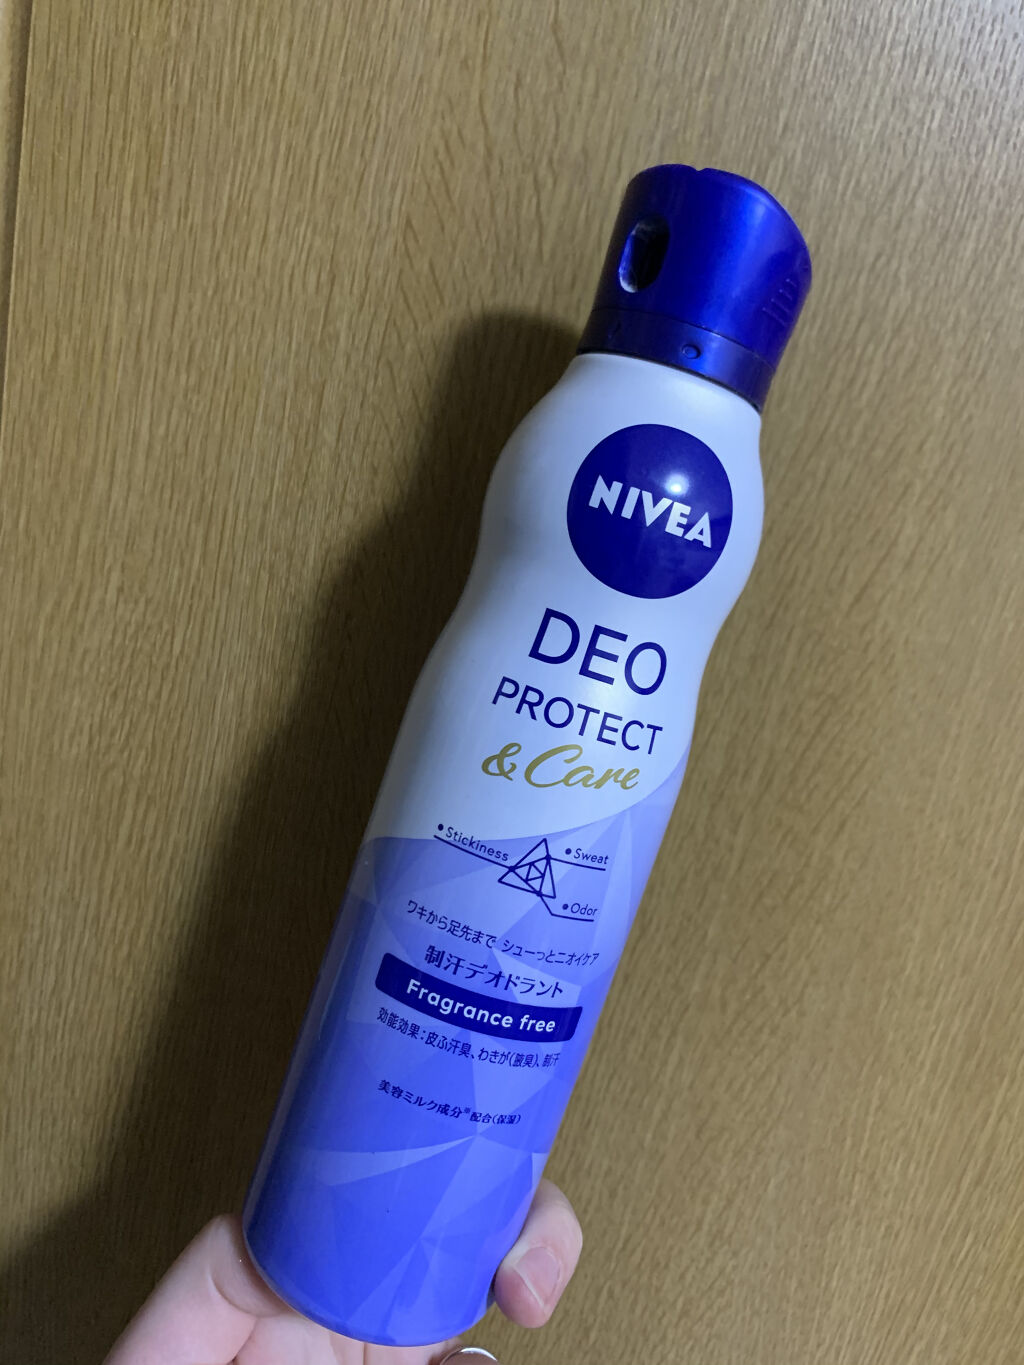 NIVEA
DEO
PROTECT
& Care
• Stickiness
• Sweat
• Odor
ワキから足先まで シューっとニオイケア
制汗デオドラント
Fragrance free
効能効果：皮ふ汗臭、わきが(腋臭)、制汗
美容ミルク成分※配合(保湿)